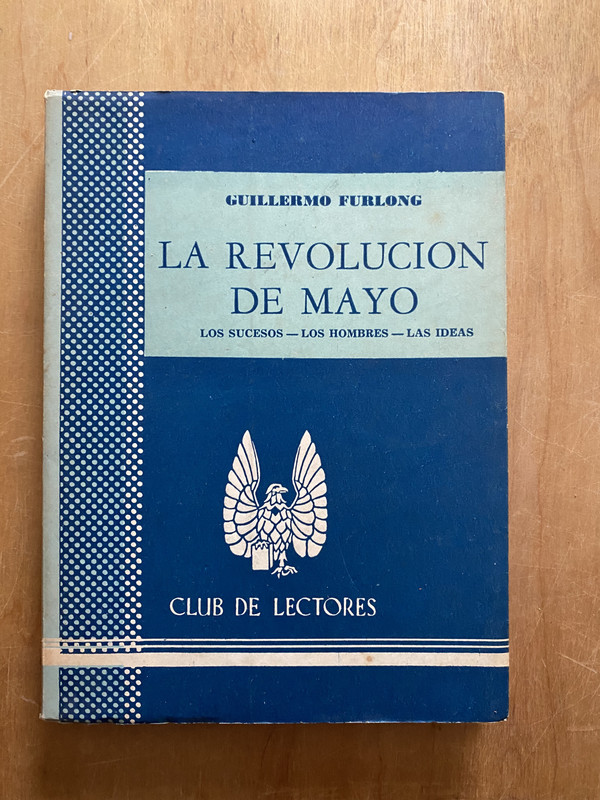 GUILLERMO FURLONG
LA REVOLUCION
DE MAYO
LOS SUCESOS — LOS HOMBRES — LAS IDEAS
CLUB DE LECTORES